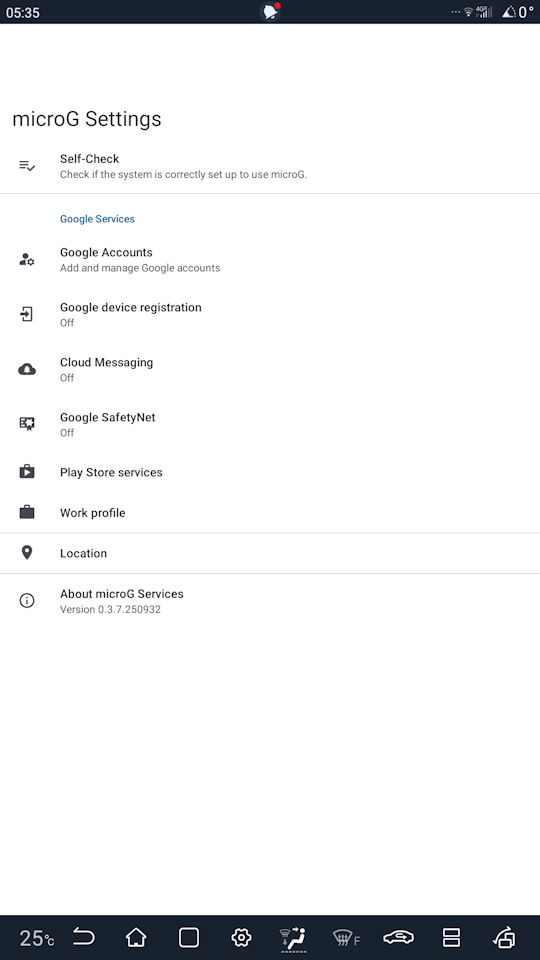 05:35
4G
0°
microG Settings
Self-Check
Check if the system is correctly set up to use microG.
Google Services
Google Accounts
Add and manage Google accounts
Google device registration
Off
Cloud Messaging
Off
Google SafetyNet
Off
Play Store services
Work profile
Location
About microG Services
Version 0.3.7.250932
25°C
F